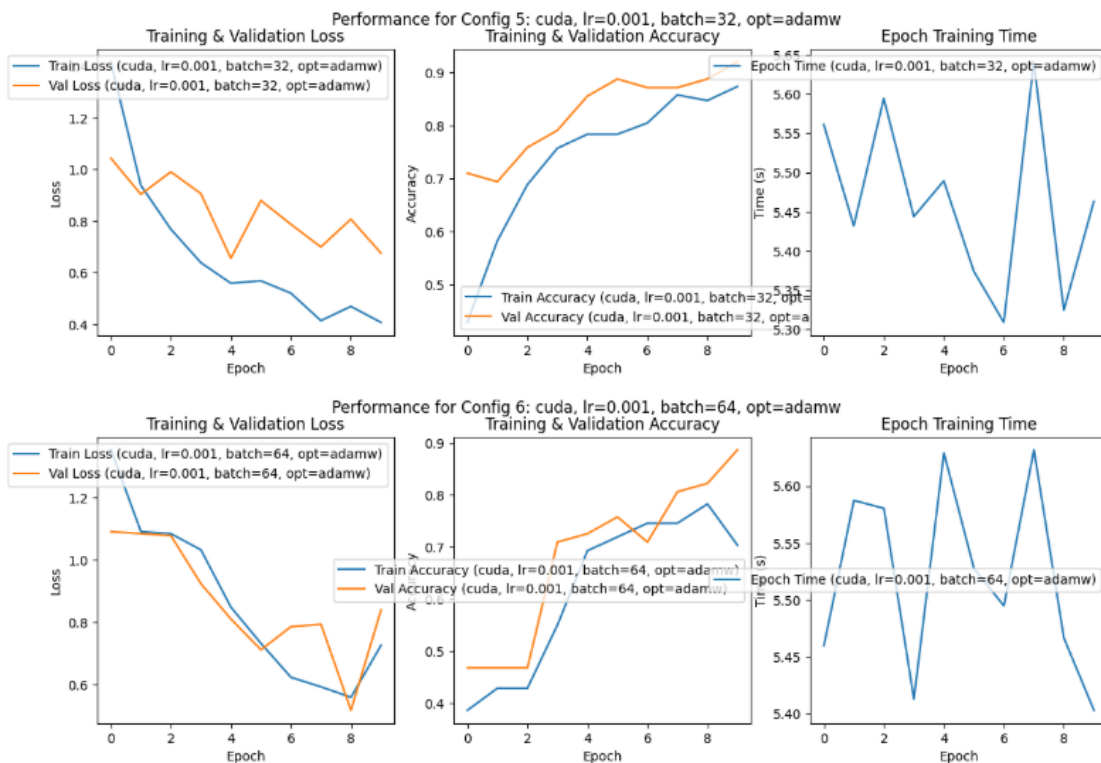 Performance for Config 5: cuda, lr=0.001, batch=32, opt=adamw
Training & Validation Loss
Train Loss (cuda, lr=0.001, batch=32, opt=adamw)
Val Loss (cuda, lr=0.001, batch=32, opt=adamw)
1.2
1.0
0.8
0.6
0.4
Loss
0 2 4 6 8
Epoch
Training & Validation Accuracy
0.9
0.8
0.7
0.6
0.5
Accuracy
Train Accuracy (cuda, lr=0.001, batch=32, opt=a
Val Accuracy (cuda, lr=0.001, batch=32, opt=a
0 2 4 6 8
Epoch
Epoch Training Time
Epoch Time (cuda, lr=0.001, batch=32, opt=adamw)
5.65
5.60
5.55
5.50
5.45
5.40
5.35
5.30
Time (s)
0 2 4 6 8
Epoch
Performance for Config 6: cuda, lr=0.001, batch=64, opt=adamw
Training & Validation Loss
Train Loss (cuda, lr=0.001, batch=64, opt=adamw)
Val Loss (cuda, lr=0.001, batch=64, opt=adamw)
1.2
1.0
0.8
0.6
Loss
0 2 4 6 8
Epoch
Training & Validation Accuracy
0.9
0.8
0.7
0.6
0.5
0.4
Accuracy
Train Accuracy (cuda, lr=0.001, batch=64, opt=adamw)
Val Accuracy (cuda, lr=0.001, batch=64, opt=adamw)
0 2 4 6 8
Epoch
Epoch Training Time
Epoch Time (cuda, lr=0.001, batch=64, opt=adamw)
5.60
5.55
5.50
5.45
5.40
Time (s)
0 2 4 6 8
Epoch